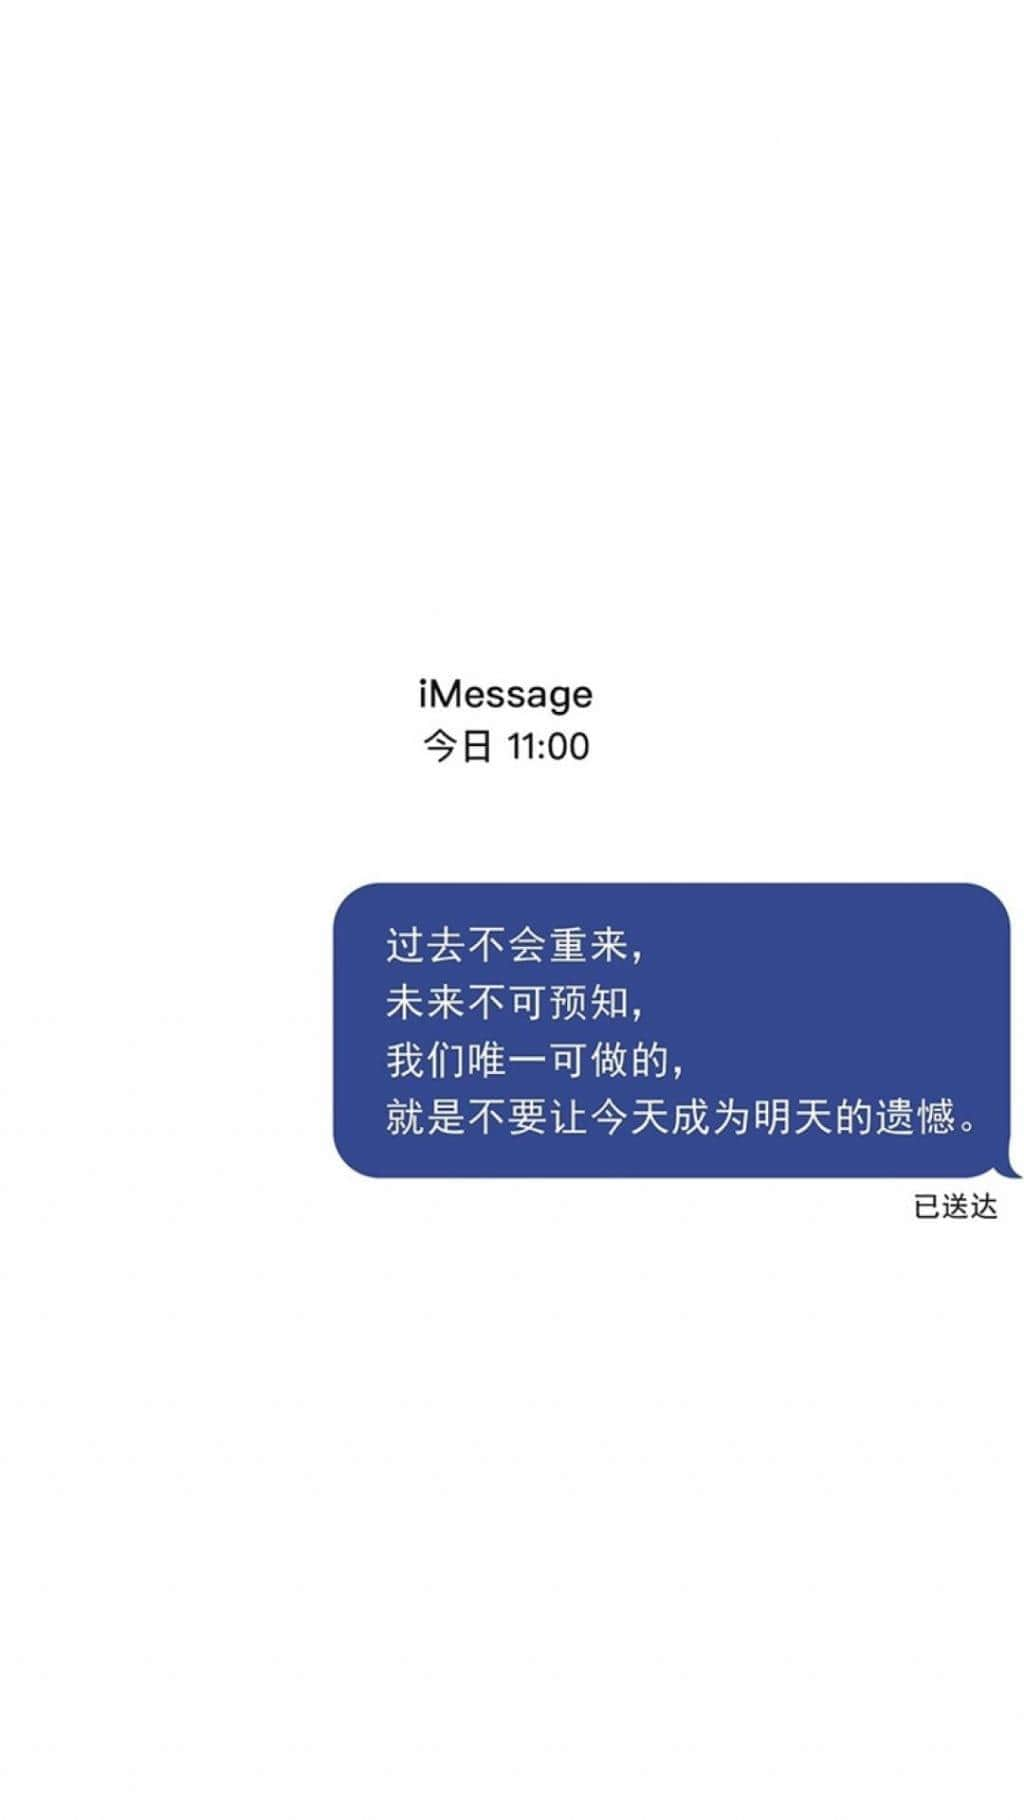 iMessage
今日 11:00
过去不会重来，
未来不可预知，
我们唯一可做的，
就是不要让今天成为明天的遗憾。
已送达